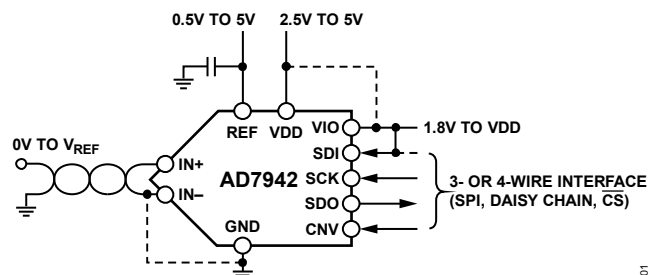 0.5V TO 5V 2.5V TO 5V
REF VDD VIO 1.8V TO VDD
0V TO VREF
SDI
IN+
AD7942 SCK 3- OR 4-WIRE INTERFACE
(SPI, DAISY CHAIN, C̅S̅)
IN– SDO
GND CNV
01